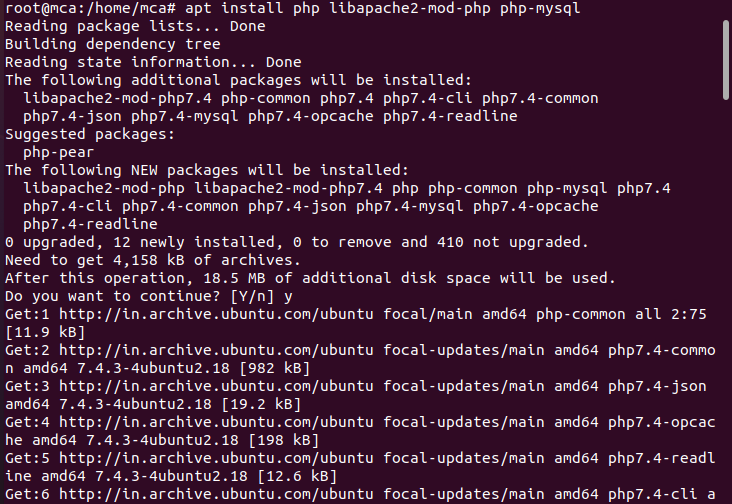 root@mca:/home/mca# apt install php libapache2-mod-php php-mysql
Reading package lists... Done
Building dependency tree
Reading state information... Done
The following additional packages will be installed:
  libapache2-mod-php7.4 php-common php7.4 php7.4-cli php7.4-common
  php7.4-json php7.4-mysql php7.4-opcache php7.4-readline
Suggested packages:
  php-pear
The following NEW packages will be installed:
  libapache2-mod-php libapache2-mod-php7.4 php php-common php-mysql php7.4
  php7.4-cli php7.4-common php7.4-json php7.4-mysql php7.4-opcache
  php7.4-readline
0 upgraded, 12 newly installed, 0 to remove and 410 not upgraded.
Need to get 4,158 kB of archives.
After this operation, 18.5 MB of additional disk space will be used.
Do you want to continue? [Y/n] y
Get:1 http://in.archive.ubuntu.com/ubuntu focal/main amd64 php-common all 2:75
[11.9 kB]
Get:2 http://in.archive.ubuntu.com/ubuntu focal-updates/main amd64 php7.4-commo
n amd64 7.4.3-4ubuntu2.18 [982 kB]
Get:3 http://in.archive.ubuntu.com/ubuntu focal-updates/main amd64 php7.4-json
amd64 7.4.3-4ubuntu2.18 [19.2 kB]
Get:4 http://in.archive.ubuntu.com/ubuntu focal-updates/main amd64 php7.4-opcac
he amd64 7.4.3-4ubuntu2.18 [198 kB]
Get:5 http://in.archive.ubuntu.com/ubuntu focal-updates/main amd64 php7.4-readl
ine amd64 7.4.3-4ubuntu2.18 [12.6 kB]
Get:6 http://in.archive.ubuntu.com/ubuntu focal-updates/main amd64 php7.4-cli a